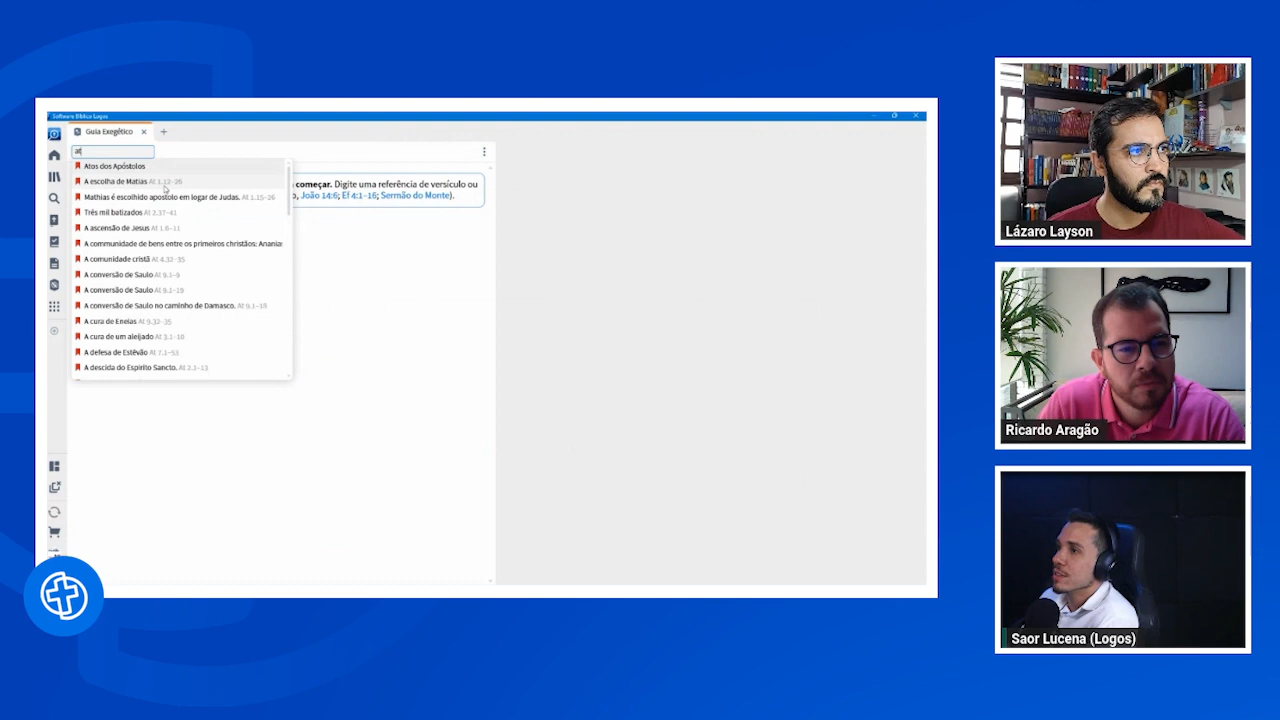 Software Bíblico Logos
Guia Exegético
at
Atos dos Apóstolos
A escolha de Matias At 1.12–26
Mathias é escolhido apostolo em logar de Judas. At 1.15–26
Três mil batizados At 2.37–41
A ascensão de Jesus At 1.6–11
A communidade de bens entre os primeiros christãos: Ananias
A comunidade cristã At 4.32–35
A conversão de Saulo At 9.1–9
A conversão de Saulo At 9.1–19
A conversão de Saulo no caminho de Damasco. At 9.1–18
A cura de Eneias At 9.32–35
A cura de um aleijado At 3.1–10
A defesa de Estêvão At 7.1–53
A descida do Espirito Sancto. At 2.1–13
começar. Digite uma referência de versículo ou
, João 14:6; Ef 4:1–16; Sermão do Monte).
Lázaro Layson
Ricardo Aragão
Saor Lucena (Logos)